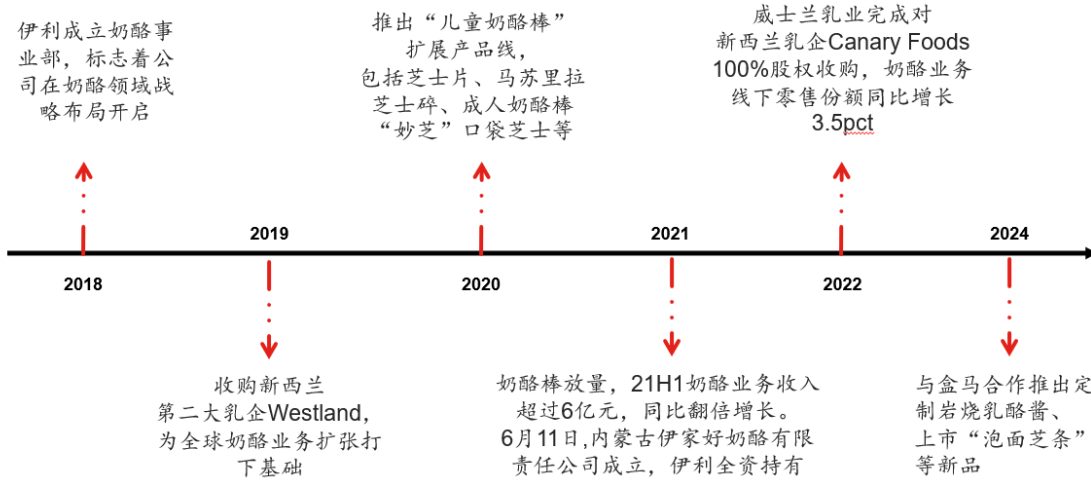 伊利成立奶酪事
业部，标志着公
司在奶酪领域战
略布局开启
推出“儿童奶酪棒”
扩展产品线，
包括芝士片、马苏里拉
芝士碎、成人奶酪棒
“妙芝”口袋芝士等
威士兰乳业完成对
新西兰乳企Canary Foods
100%股权收购，奶酪业务
线下零售份额同比增长
3.5pct
2019
2021
2024
2018
2020
2022
收购新西兰
第二大乳企Westland，
为全球奶酪业务扩张打
下基础
奶酪棒放量，21H1奶酪业务收入
超过6亿元，同比翻倍增长。
6月11日,内蒙古伊家好奶酪有限
责任公司成立，伊利全资持有
与盒马合作推出定
制岩烧乳酪酱、
上市“泡面芝条”
等新品